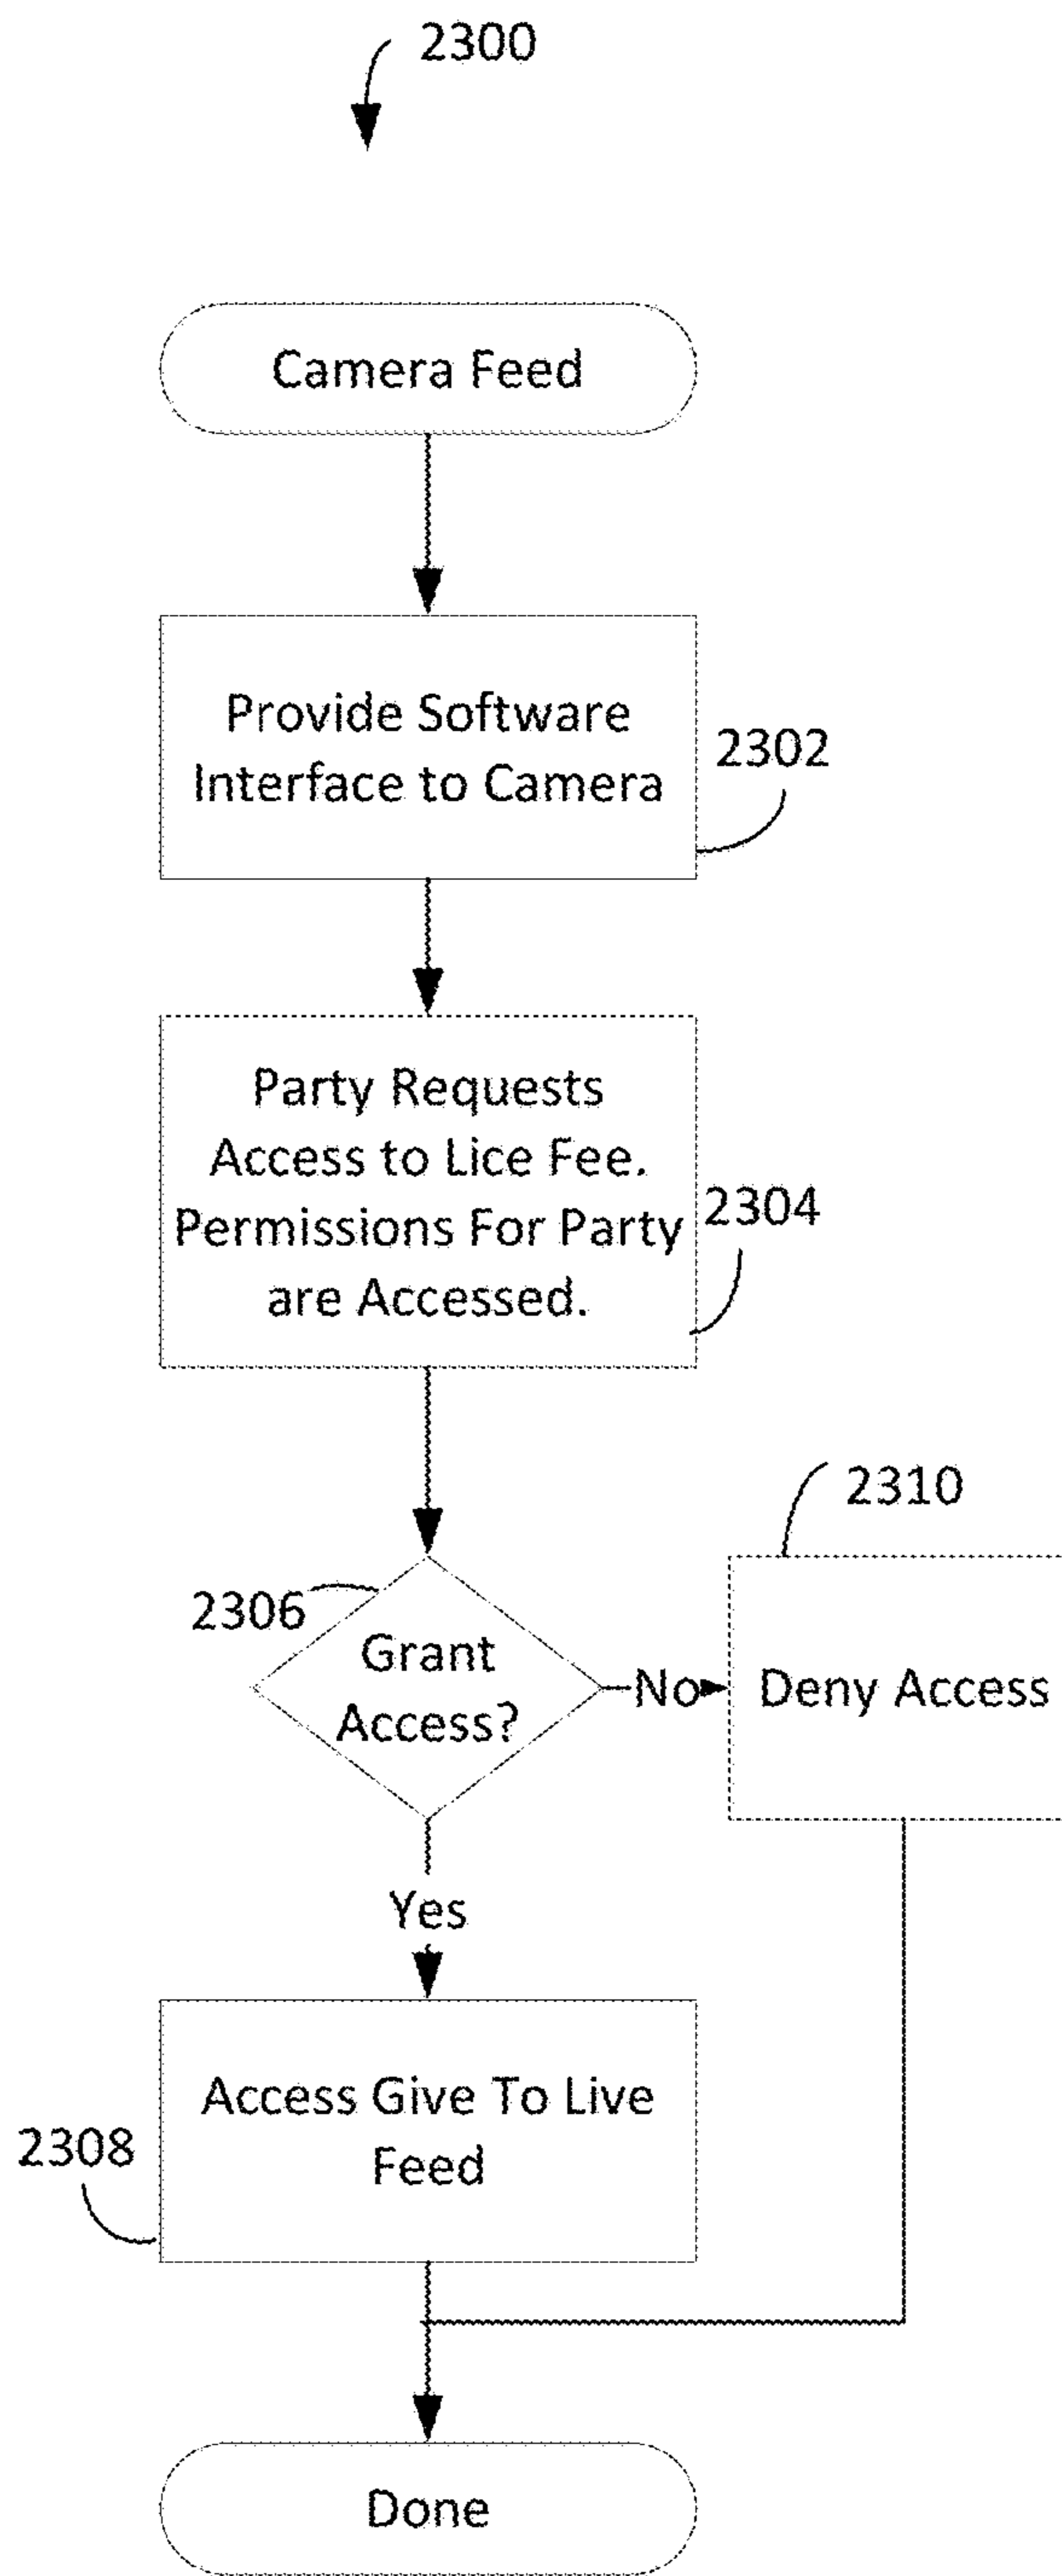 2300
Camera Feed
Provide Software
Interface to Camera
2302
Party Requests
Access to Lice Fee.
Permissions For Party
are Accessed.
2304
2306
Grant
Access?
No
2310
Deny Access
Yes
Access Give To Live
Feed
2308
Done